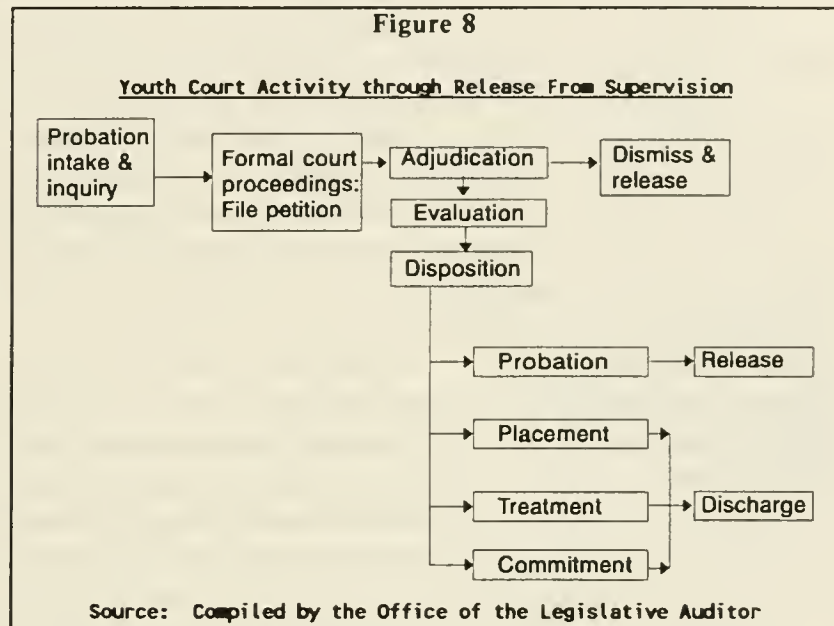 Figure 8
Youth Court Activity through Release From Supervision
Probation
intake &
inquiry
Formal court
proceedings:
File petition
Adjudication
Dismiss &
release
Evaluation
Disposition
Probation
Release
Placement
Treatment
Discharge
Commitment
Source: Compiled by the Office of the Legislative Auditor